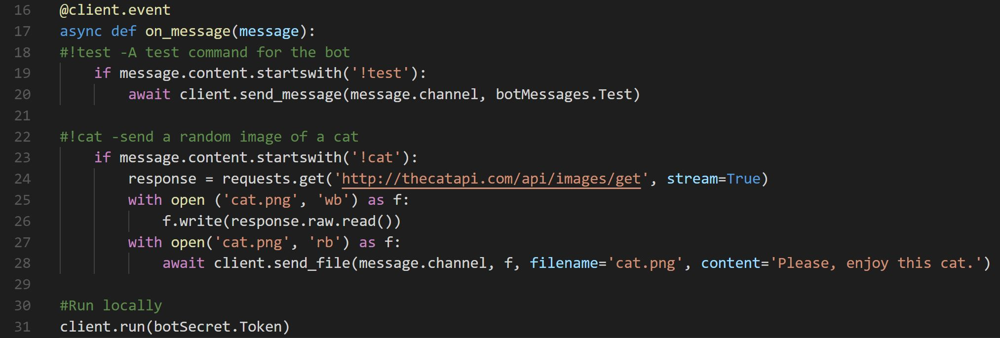 16 @client.event
17 async def on_message(message):
18 #!test -A test command for the bot
19     if message.content.startswith('!test'):
20         await client.send_message(message.channel, botMessages.Test)
21
22 #!cat -send a random image of a cat
23     if message.content.startswith('!cat'):
24         response = requests.get('http://thecatapi.com/api/images/get', stream=True)
25         with open ('cat.png', 'wb') as f:
26             f.write(response.raw.read())
27         with open('cat.png', 'rb') as f:
28             await client.send_file(message.channel, f, filename='cat.png', content='Please, enjoy this cat.')
29
30 #Run locally
31 client.run(botSecret.Token)